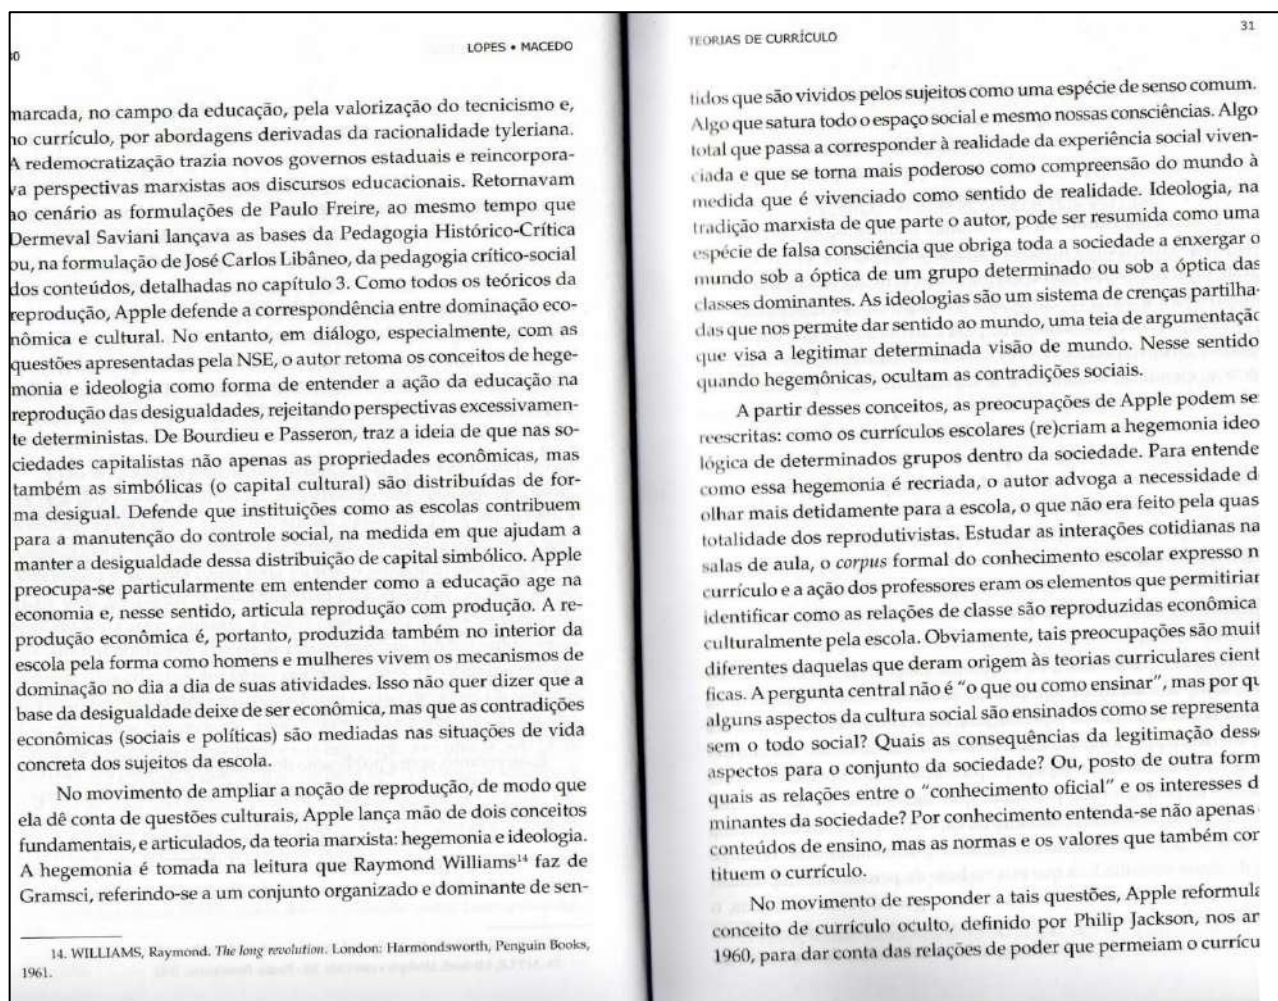 30
LOPES • MACEDO
marcada, no campo da educação, pela valorização do tecnicismo e,
no currículo, por abordagens derivadas da racionalidade tyleriana.
A redemocratização trazia novos governos estaduais e reincorpora-
va perspectivas marxistas aos discursos educacionais. Retornavam
ao cenário as formulações de Paulo Freire, ao mesmo tempo que
Dermeval Saviani lançava as bases da Pedagogia Histórico-Crítica
ou, na formulação de José Carlos Libâneo, da pedagogia crítico-social
dos conteúdos, detalhadas no capítulo 3. Como todos os teóricos da
reprodução, Apple defende a correspondência entre dominação eco-
nômica e cultural. No entanto, em diálogo, especialmente, com as
questões apresentadas pela NSE, o autor retoma os conceitos de hege-
monia e ideologia como forma de entender a ação da educação na
reprodução das desigualdades, rejeitando perspectivas excessivamen-
te deterministas. De Bourdieu e Passeron, traz a ideia de que nas so-
ciedades capitalistas não apenas as propriedades econômicas, mas
também as simbólicas (o capital cultural) são distribuídas de for-
ma desigual. Defende que instituições como as escolas contribuem
para a manutenção do controle social, na medida em que ajudam a
manter a desigualdade dessa distribuição de capital simbólico. Apple
preocupa-se particularmente em entender como a educação age na
economia e, nesse sentido, articula reprodução com produção. A re-
produção econômica é, portanto, produzida também no interior da
escola pela forma como homens e mulheres vivem os mecanismos de
dominação no dia a dia de suas atividades. Isso não quer dizer que a
base da desigualdade deixe de ser econômica, mas que as contradições
econômicas (sociais e políticas) são mediadas nas situações de vida
concreta dos sujeitos da escola.
No movimento de ampliar a noção de reprodução, de modo que
ela dê conta de questões culturais, Apple lança mão de dois conceitos
fundamentais, e articulados, da teoria marxista: hegemonia e ideologia.
A hegemonia é tomada na leitura que Raymond Williams¹⁴ faz de
Gramsci, referindo-se a um conjunto organizado e dominante de sen-
14. WILLIAMS, Raymond. The long revolution. London: Harmondsworth, Penguin Books,
1961.
TEORIAS DE CURRÍCULO
31
tidos que são vividos pelos sujeitos como uma espécie de senso comum.
Algo que satura todo o espaço social e mesmo nossas consciências. Algo
total que passa a corresponder à realidade da experiência social viven-
ciada e que se torna mais poderoso como compreensão do mundo à
medida que é vivenciado como sentido de realidade. Ideologia, na
tradição marxista de que parte o autor, pode ser resumida como uma
espécie de falsa consciência que obriga toda a sociedade a enxergar o
mundo sob a óptica de um grupo determinado ou sob a óptica das
classes dominantes. As ideologias são um sistema de crenças partilha-
das que nos permite dar sentido ao mundo, uma teia de argumentaçã
que visa a legitimar determinada visão de mundo. Nesse sentido
quando hegemônicas, ocultam as contradições sociais.
A partir desses conceitos, as preocupações de Apple podem se
reescritas: como os currículos escolares (re)criam a hegemonia ideo
lógica de determinados grupos dentro da sociedade. Para entende
como essa hegemonia é recriada, o autor advoga a necessidade d
olhar mais detidamente para a escola, o que não era feito pela quas
totalidade dos reprodutivistas. Estudar as interações cotidianas na
salas de aula, o corpus formal do conhecimento escolar expresso n
currículo e a ação dos professores eram os elementos que permitiria
identificar como as relações de classe são reproduzidas econômica
culturalmente pela escola. Obviamente, tais preocupações são muit
diferentes daquelas que deram origem às teorias curriculares cient
ficas. A pergunta central não é "o que ou como ensinar", mas por qu
alguns aspectos da cultura social são ensinados como se representa
sem o todo social? Quais as consequências da legitimação dess
aspectos para o conjunto da sociedade? Ou, posto de outra form
quais as relações entre o "conhecimento oficial" e os interesses d
minantes da sociedade? Por conhecimento entenda-se não apenas
conteúdos de ensino, mas as normas e os valores que também con
tituem o currículo.
No movimento de responder a tais questões, Apple reformula
conceito de currículo oculto, definido por Philip Jackson, nos an
1960, para dar conta das relações de poder que permeiam o currícu